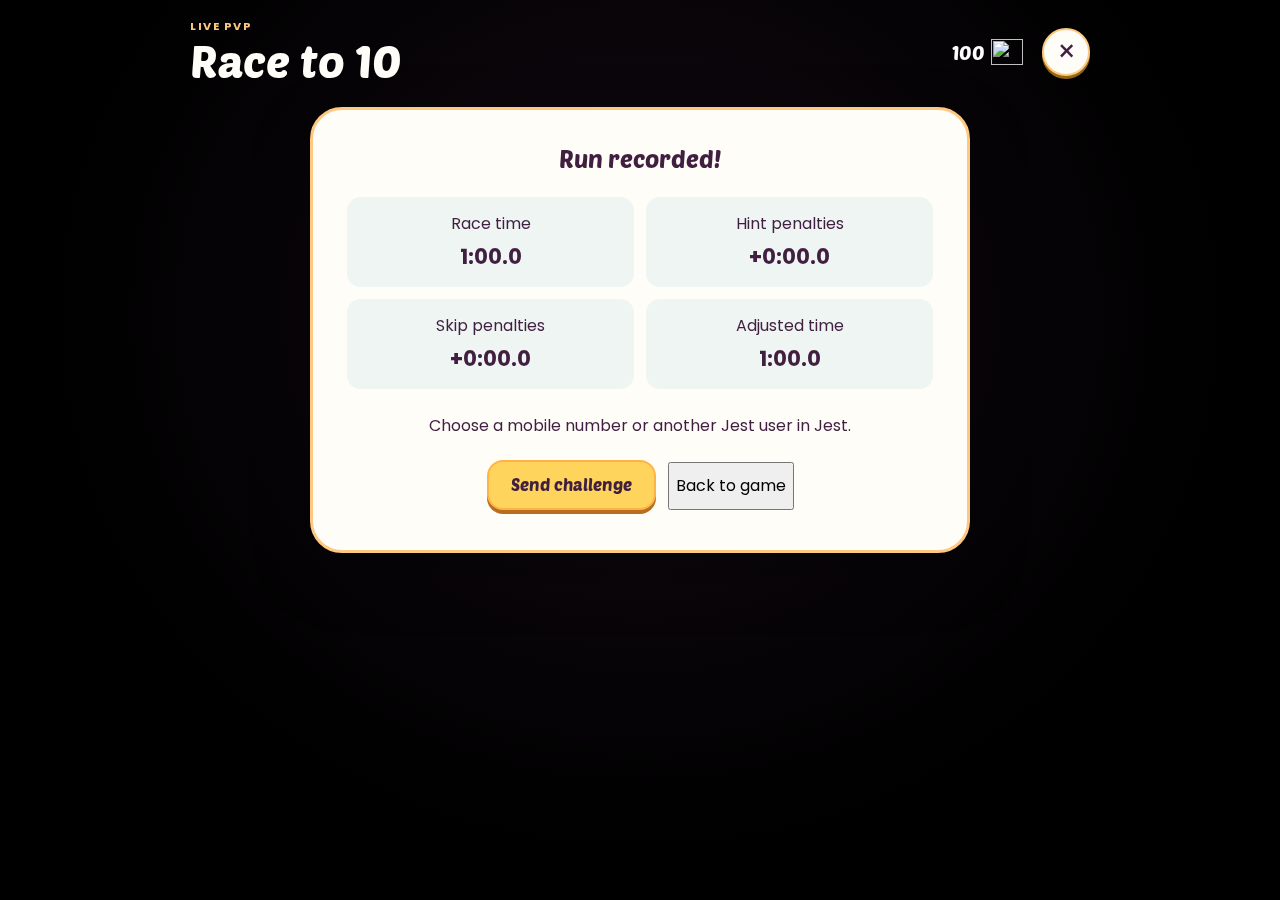 LIVE PVP
Race to 10
100
×
Run recorded!
Race time
1:00.0
Hint penalties
+0:00.0
Skip penalties
+0:00.0
Adjusted time
1:00.0
Choose a mobile number or another Jest user in Jest.
Send challenge
Back to game